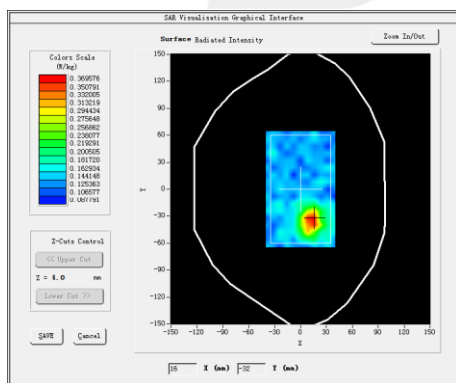 SAR Visualisation Graphical Interface
Surface Radiated Intensity
Zoom In/Out
Colors Scale
(W/kg)
0.369576
0.350791
0.332005
0.313219
0.294434
0.275648
0.256862
0.238077
0.219291
0.200505
0.181720
0.162934
0.144148
0.125363
0.106577
0.087791
Z-Cuts Control
<< Upper Cut
Z = mm
Lower Cut >>
SAVE
Cancel
150
120
90
60
30
0
-30
-60
-90
-120
-150
Y
-150 -120 -90 -60 -30 0 30 60 90 120 150
X
16 X (mm) -32 Y (mm)